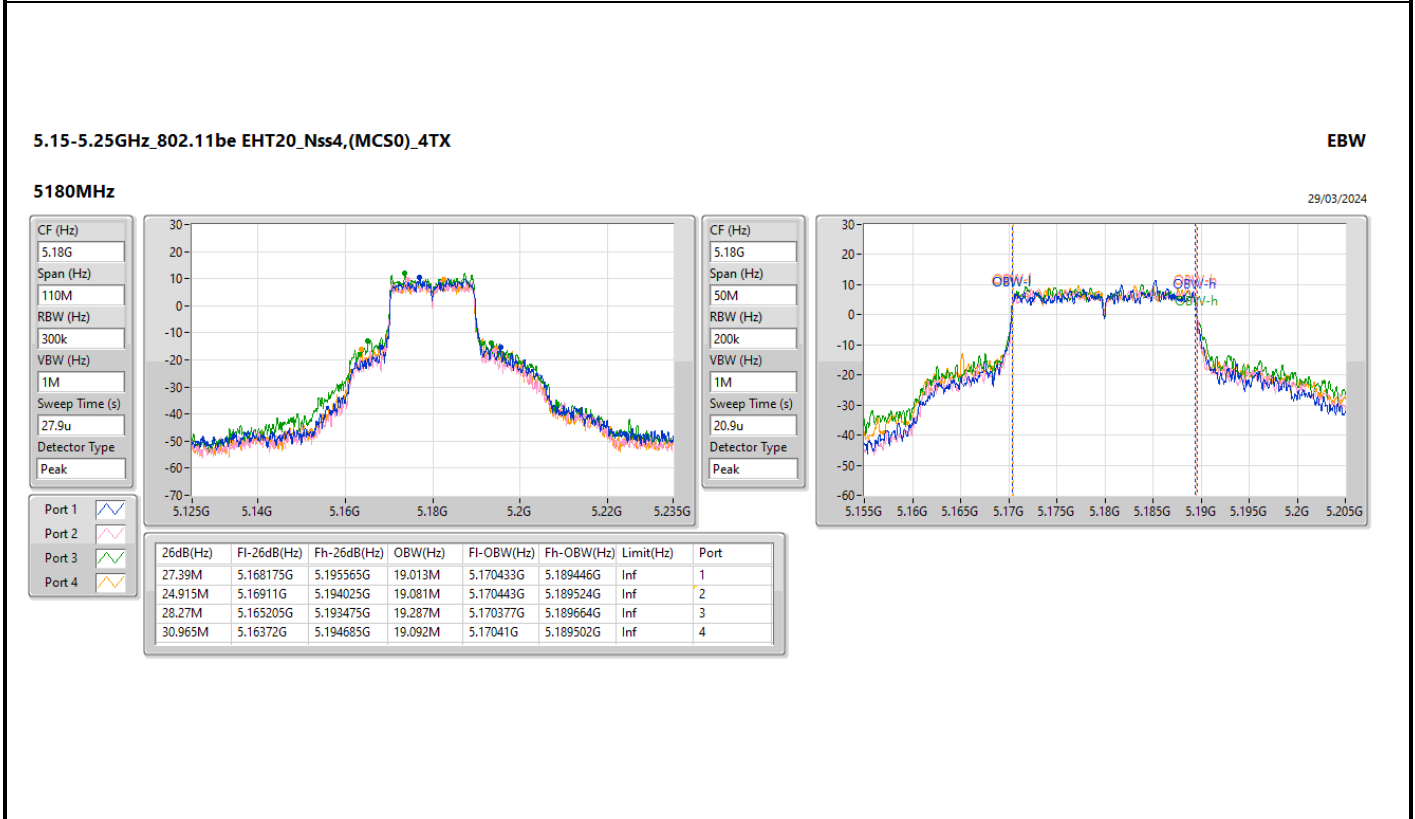 5.15-5.25GHz_802.11be EHT20_Nss4,(MCS0)_4TX
EBW
5180MHz
29/03/2024
CF (Hz)
5.18G
Span (Hz)
110M
RBW (Hz)
300k
VBW (Hz)
1M
Sweep Time (s)
27.9u
Detector Type
Peak
30
20
10
0
-10
-20
-30
-40
-50
-60
-70
5.125G 5.14G 5.16G 5.18G 5.2G 5.22G 5.235G
CF (Hz)
5.18G
Span (Hz)
50M
RBW (Hz)
200k
VBW (Hz)
1M
Sweep Time (s)
20.9u
Detector Type
Peak
30
20
10
0
-10
-20
-30
-40
-50
-60
OBW-l
OBW-h
OBW-h
5.155G 5.16G 5.165G 5.17G 5.175G 5.18G 5.185G 5.19G 5.195G 5.2G 5.205G
Port 1
Port 2
Port 3
Port 4
26dB(Hz) Fl-26dB(Hz) Fh-26dB(Hz) OBW(Hz) Fl-OBW(Hz) Fh-OBW(Hz) Limit(Hz) Port
27.39M 5.168175G 5.195565G 19.013M 5.170433G 5.189446G Inf 1
24.915M 5.16911G 5.194025G 19.081M 5.170443G 5.189524G Inf 2
28.27M 5.165205G 5.193475G 19.287M 5.170377G 5.189664G Inf 3
30.965M 5.16372G 5.194685G 19.092M 5.17041G 5.189502G Inf 4